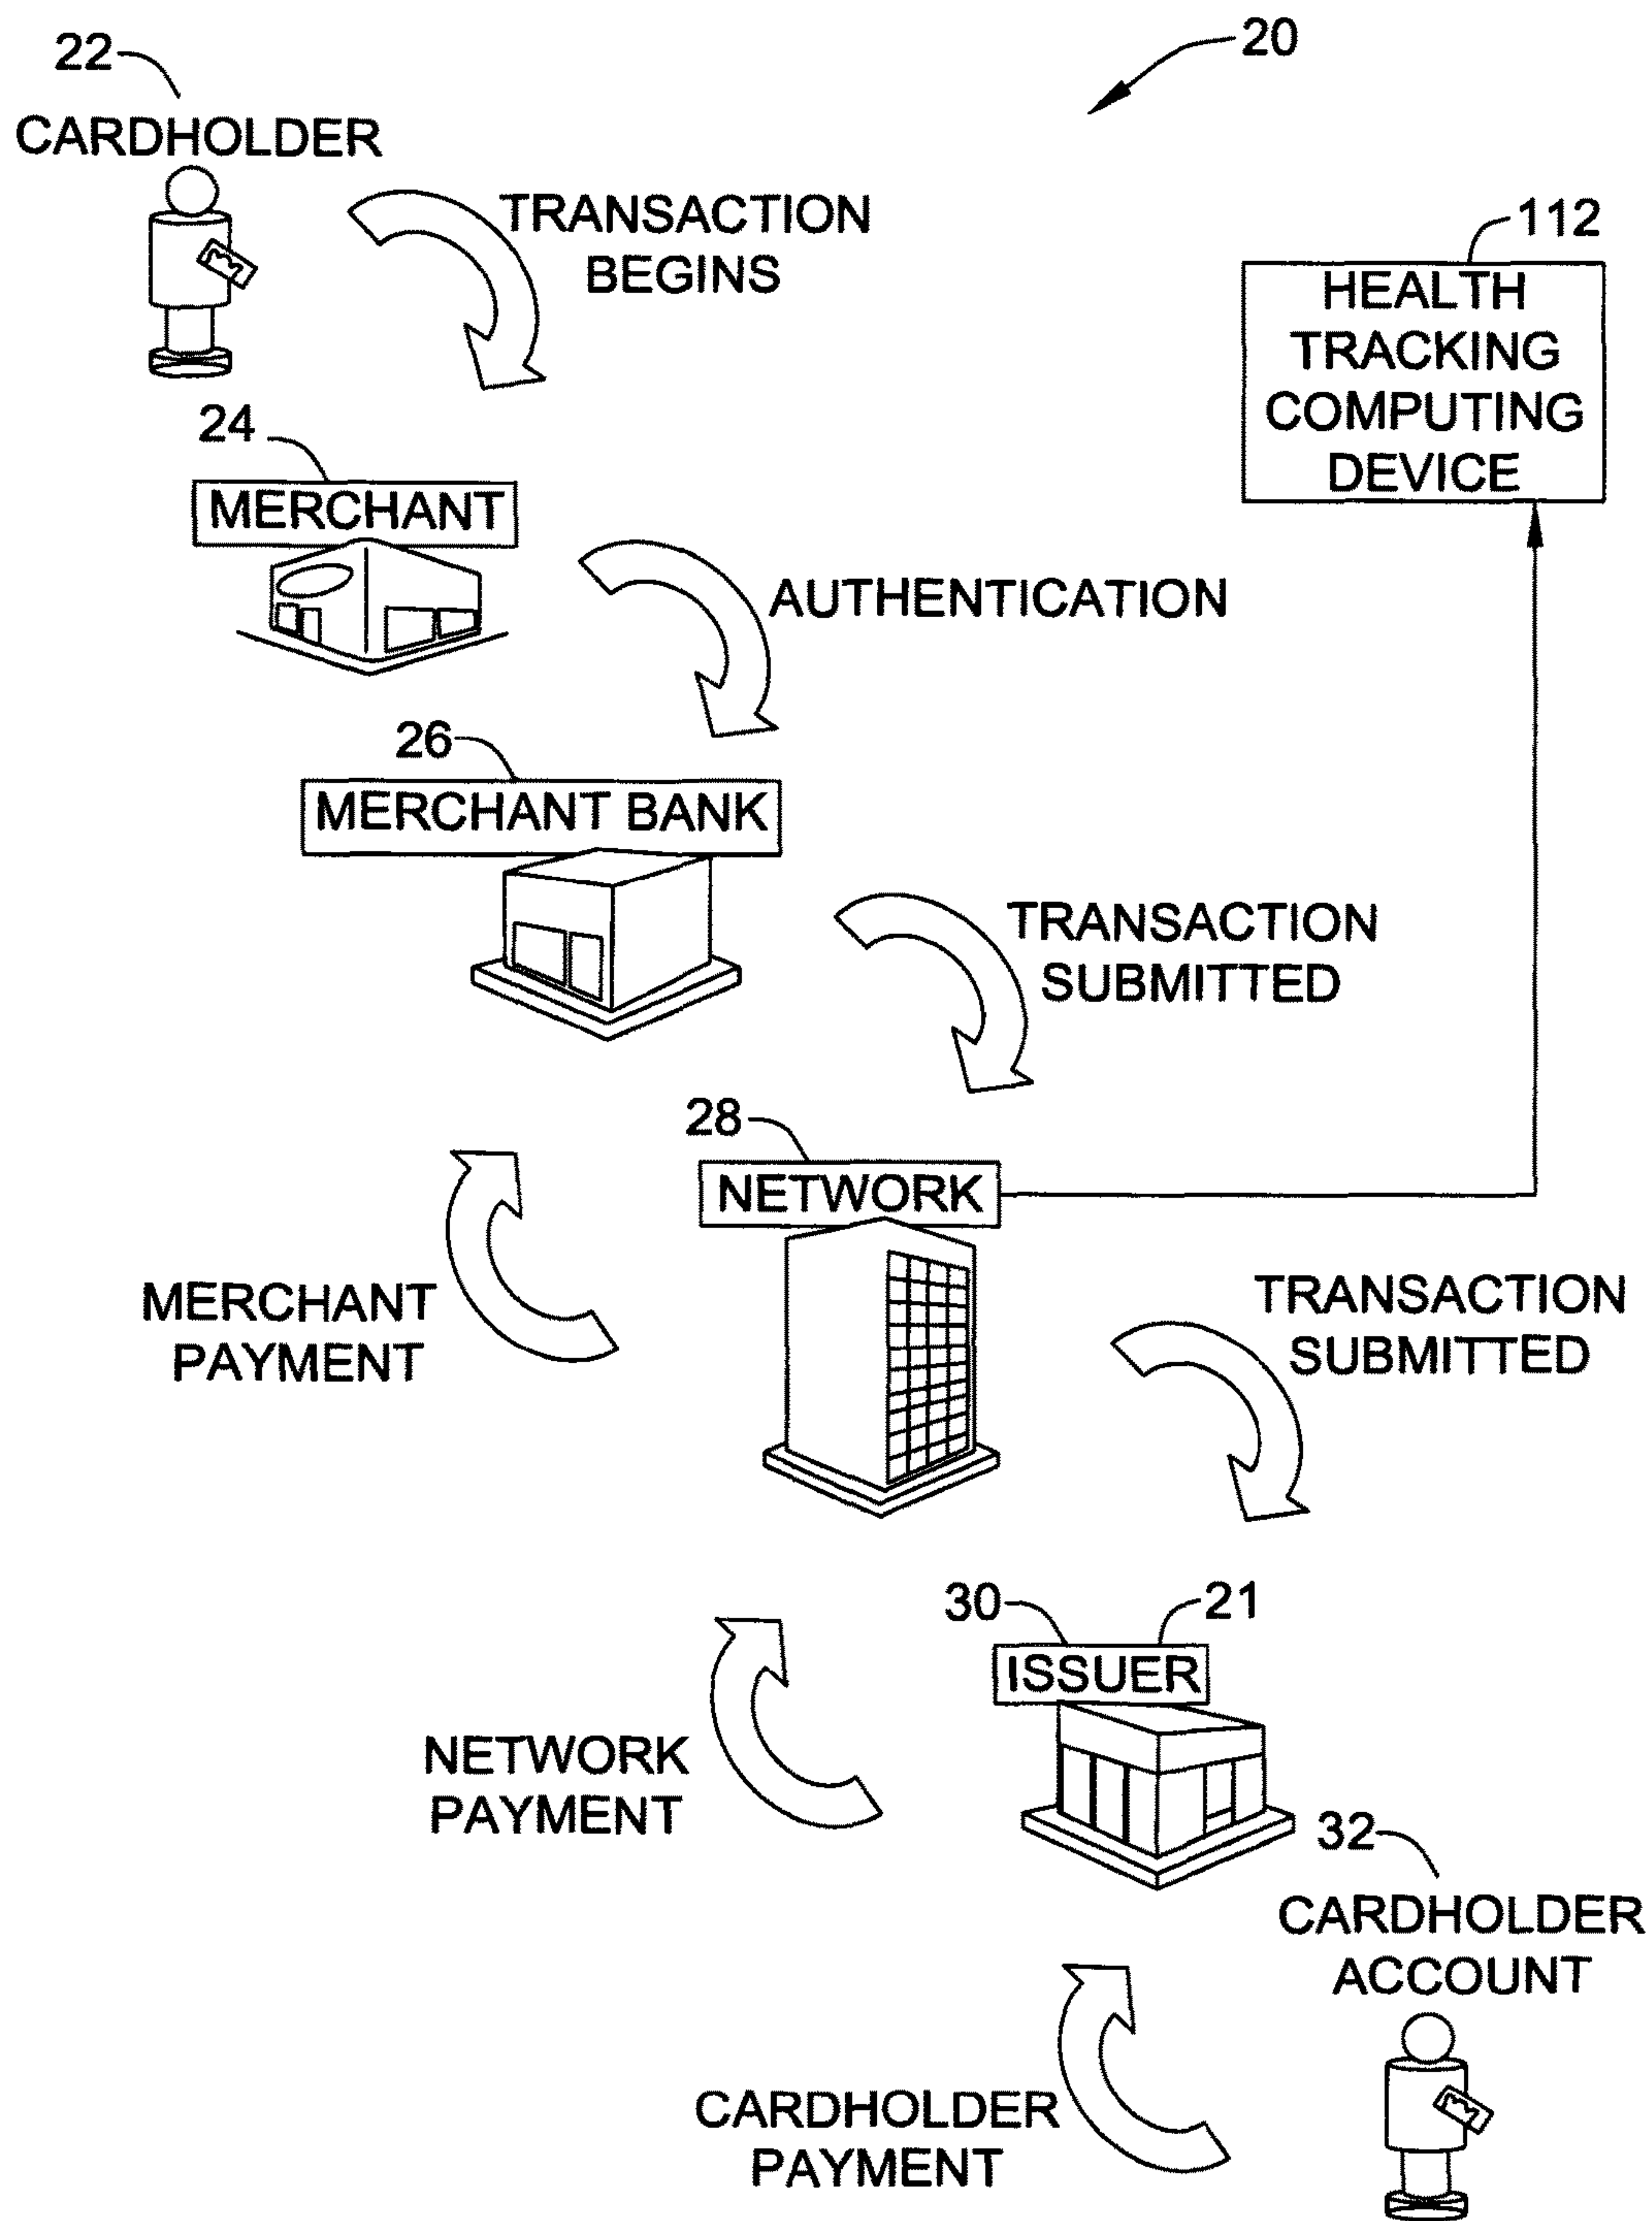 20
22
CARDHOLDER
TRANSACTION
BEGINS
112
HEALTH
TRACKING
COMPUTING
DEVICE
24
MERCHANT
AUTHENTICATION
26
MERCHANT BANK
TRANSACTION
SUBMITTED
28
NETWORK
MERCHANT
PAYMENT
TRANSACTION
SUBMITTED
30
21
ISSUER
NETWORK
PAYMENT
32
CARDHOLDER
ACCOUNT
CARDHOLDER
PAYMENT